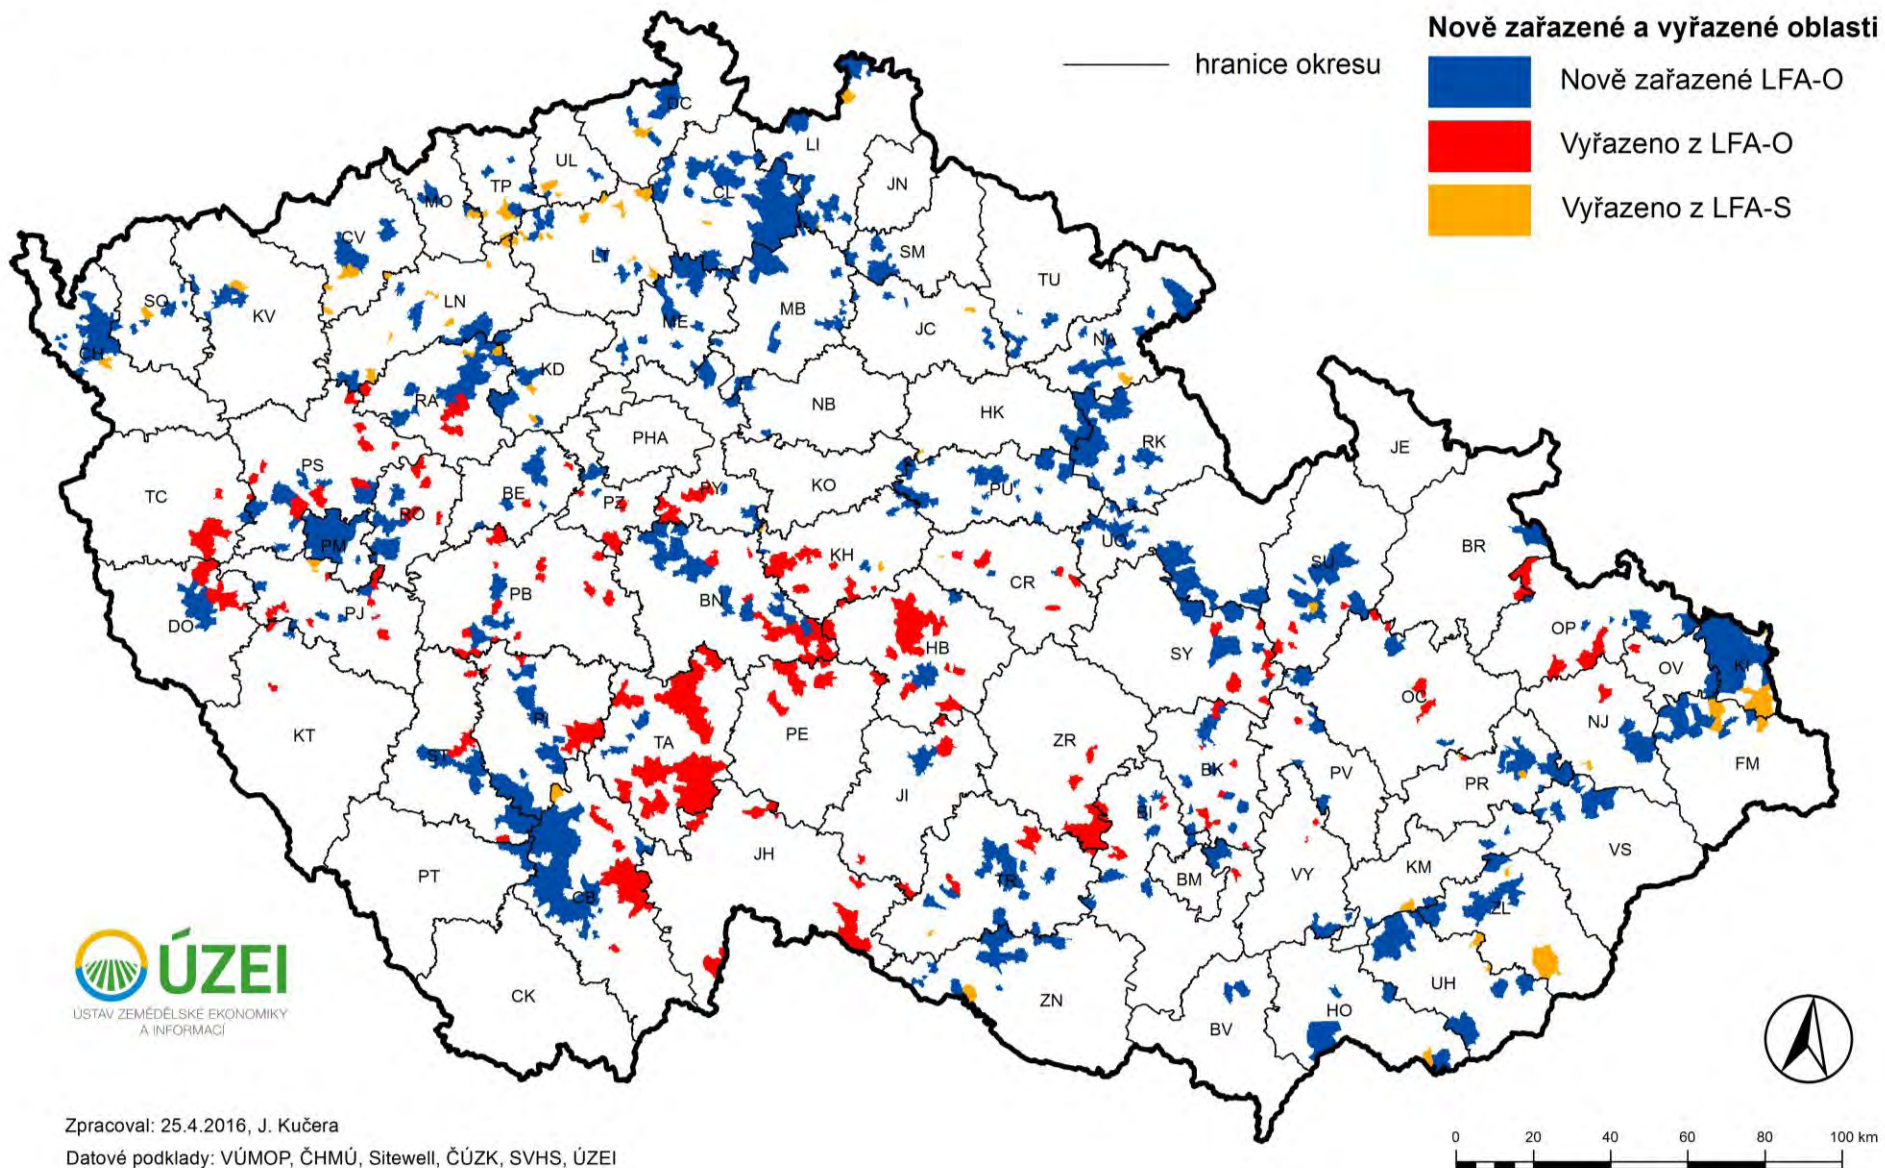 Nově zařazené a vyřazené oblasti
hranice okresu
Nově zařazené LFA-O
Vyřazeno z LFA-O
Vyřazeno z LFA-S
DC
LI
UL
TP
CL
JN
MO
CV
LT
SM
TU
SO
KV
LN
ME
MB
JC
NA
CH
KD
RA
NB
HK
PHA
RK
JE
TC
PS
BE
PZ
PY
KO
PU
RO
PM
KH
UO
SU
BR
CR
PB
BN
DO
PJ
OP
HB
SY
OV
KI
OC
NJ
KT
PI
TA
PE
ZR
ST
JI
BK
PV
PR
FM
BI
JH
VS
PT
CB
TR
BM
VY
KM
ZL
CK
ZN
UH
HO
BV
ÚZEI
ÚSTAV ZEMĚDĚLSKÉ EKONOMIKY
A INFORMACÍ
Zpracoval: 25.4.2016, J. Kučera
Datové podklady: VÚMOP, ČHMÚ, Sitewell, ČÚZK, SVHS, ÚZEI
0 20 40 60 80 100 km